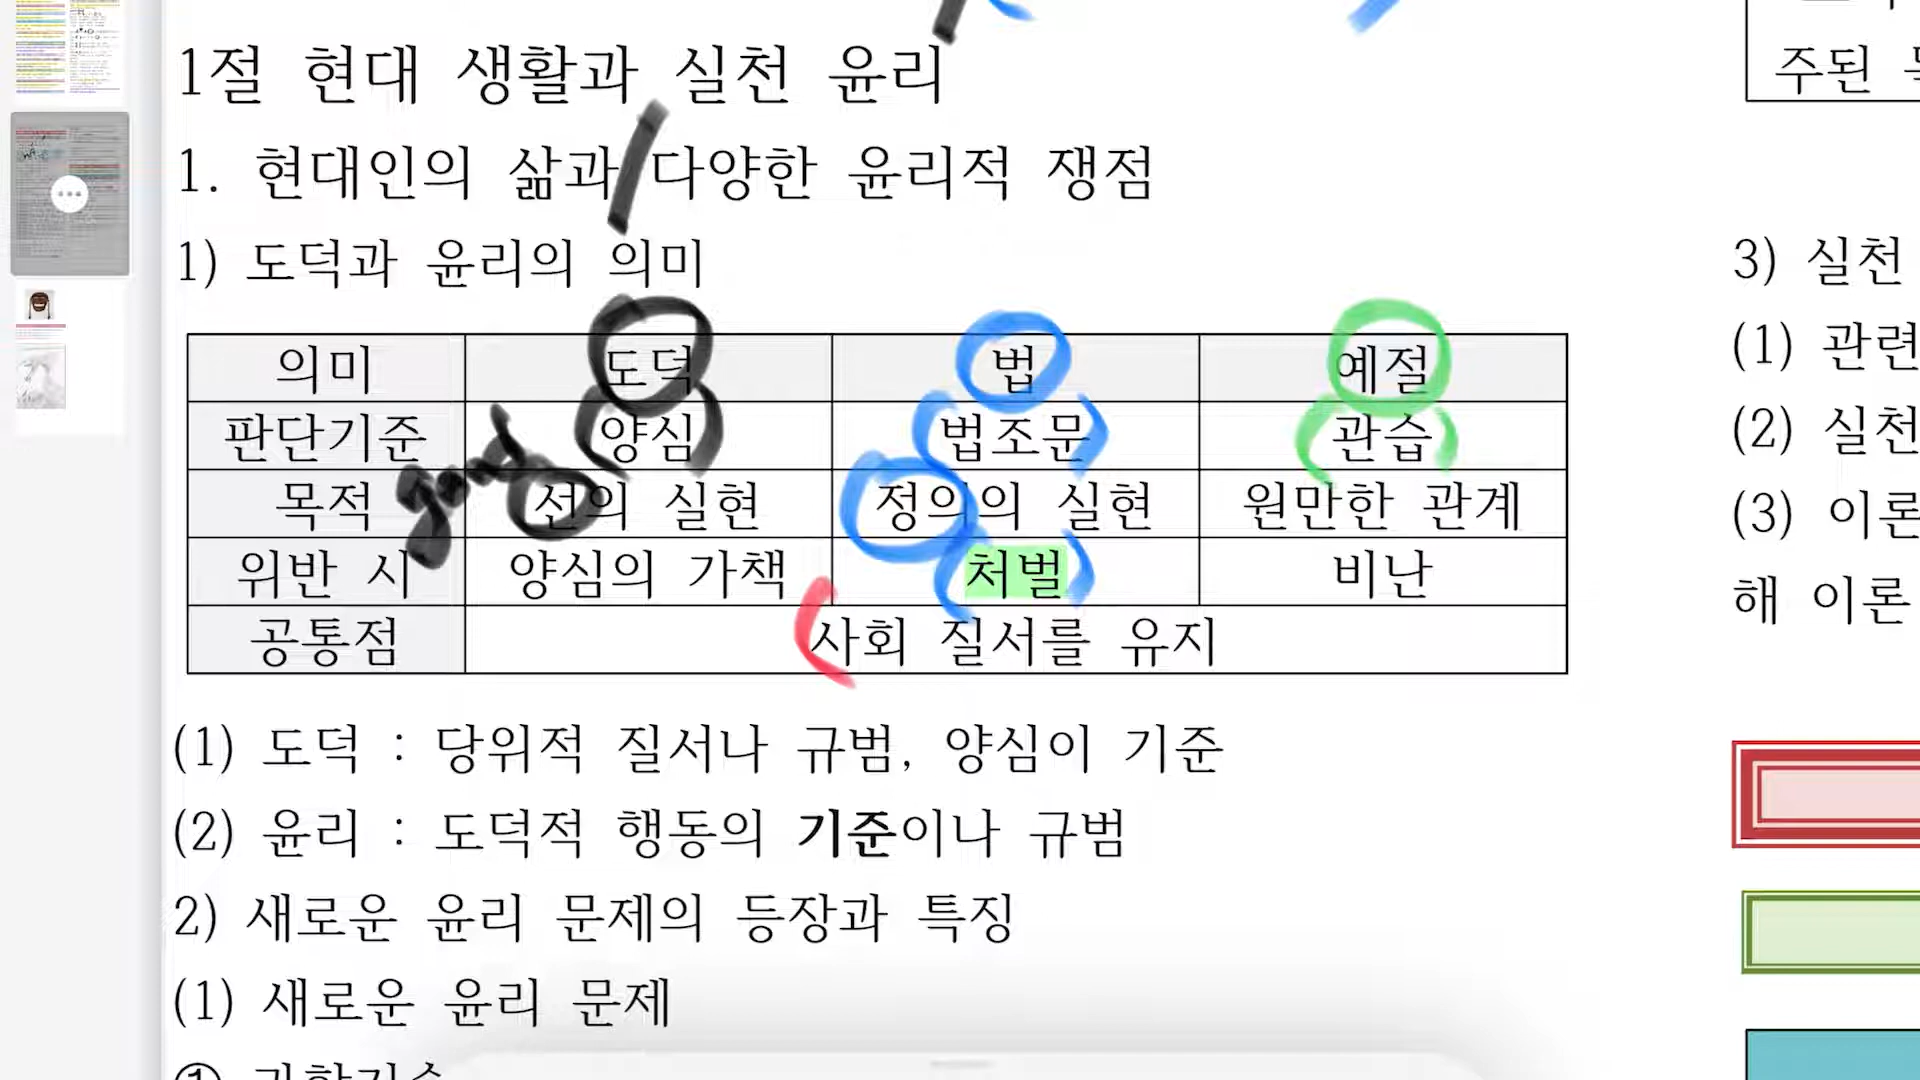 1절 현대 생활과 실천 윤리
1. 현대인의 삶과 다양한 윤리적 쟁점
1) 도덕과 윤리의 의미
의미 도덕 법 예절
판단기준 양심 법조문 관습
good
목적 선의 실현 정의의 실현 원만한 관계
위반 시 양심의 가책 처벌 비난
공통점 사회 질서를 유지
(1) 도덕 : 당위적 질서나 규범, 양심이 기준
(2) 윤리 : 도덕적 행동의 기준이나 규범
2) 새로운 윤리 문제의 등장과 특징
(1) 새로운 윤리 문제
주된
3) 실천
(1) 관련
(2) 실천
(3) 이론
해 이론